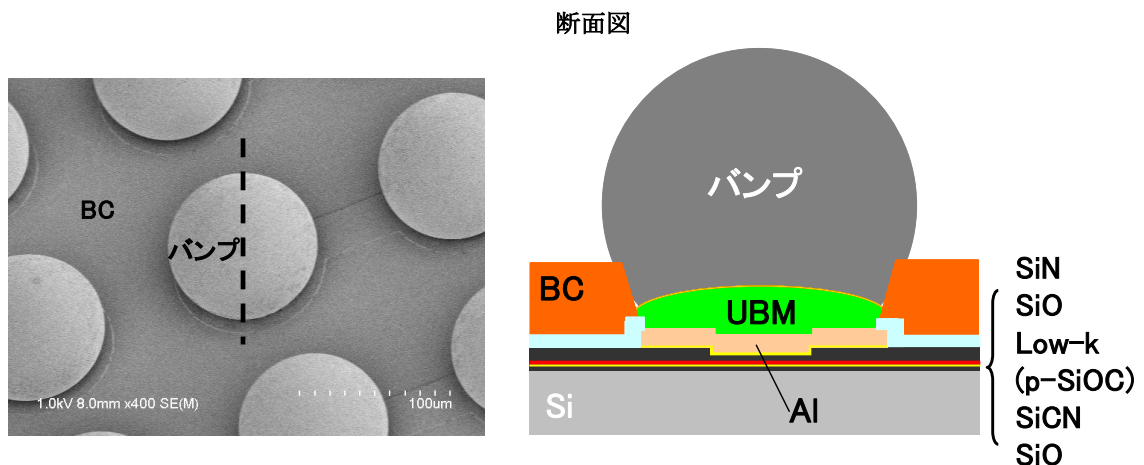 断面図
BC
バンプ
1.0kV 8.0mm x400 SE(M)
100um
バンプ
BC
UBM
Si
Al
SiN
SiO
Low-k
(p-SiOC)
SiCN
SiO